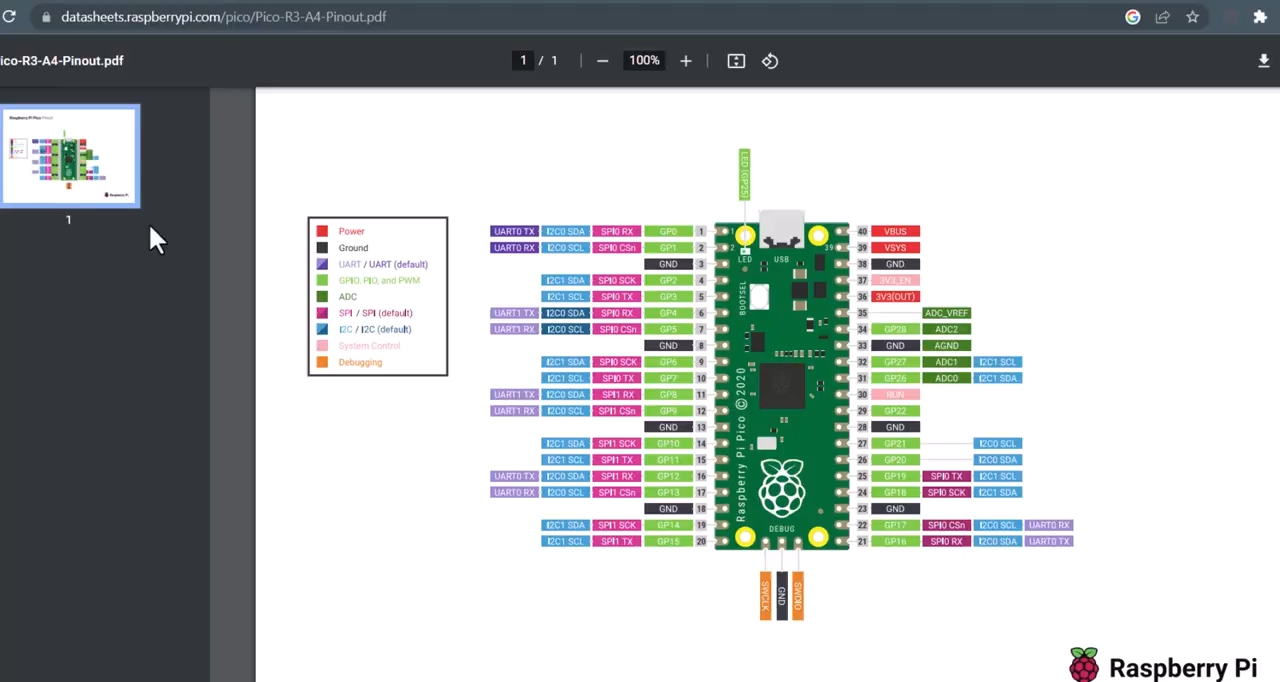 datasheets.raspberrypi.com/pico/Pico-R3-A4-Pinout.pdf
ico-R3-A4-Pinout.pdf 1 / 1 100%
Raspberry Pi Pico Pinout
1
LED (GP25)
Power
Ground
UART / UART (default)
GPIO, PIO, and PWM
ADC
SPI / SPI (default)
I2C / I2C (default)
System Control
Debugging
UART0 TX I2C0 SDA SPI0 RX GP0 1 1 40 VBUS
UART0 RX I2C0 SCL SPI0 CSn GP1 2 2 39 39 VSYS
GND 3 LED USB 38 GND
I2C1 SDA SPI0 SCK GP2 4 37 3V3_EN
I2C1 SCL SPI0 TX GP3 5 BOOTSEL 36 3V3(OUT)
UART1 TX I2C0 SDA SPI0 RX GP4 6 35 ADC_VREF
UART1 RX I2C0 SCL SPI0 CSn GP5 7 34 GP28 ADC2
GND 8 33 GND AGND
I2C1 SDA SPI0 SCK GP6 9 32 GP27 ADC1 I2C1 SCL
I2C1 SCL SPI0 TX GP7 10 31 GP26 ADC0 I2C1 SDA
UART1 TX I2C0 SDA SPI1 RX GP8 11 30 RUN
UART1 RX I2C0 SCL SPI1 CSn GP9 12 29 GP22
GND 13 28 GND
I2C1 SDA SPI1 SCK GP10 14 27 GP21 I2C0 SCL
I2C1 SCL SPI1 TX GP11 15 26 GP20 I2C0 SDA
UART0 TX I2C0 SDA SPI1 RX GP12 16 25 GP19 SPI0 TX I2C1 SCL
UART0 RX I2C0 SCL SPI1 CSn GP13 17 24 GP18 SPI0 SCK I2C1 SDA
GND 18 23 GND
I2C1 SDA SPI1 SCK GP14 19 22 GP17 SPI0 CSn I2C0 SCL UART0 RX
I2C1 SCL SPI1 TX GP15 20 21 GP16 SPI0 RX I2C0 SDA UART0 TX
Raspberry Pi Pico © 2020
DEBUG
SWCLK GND SWDIO
Raspberry Pi